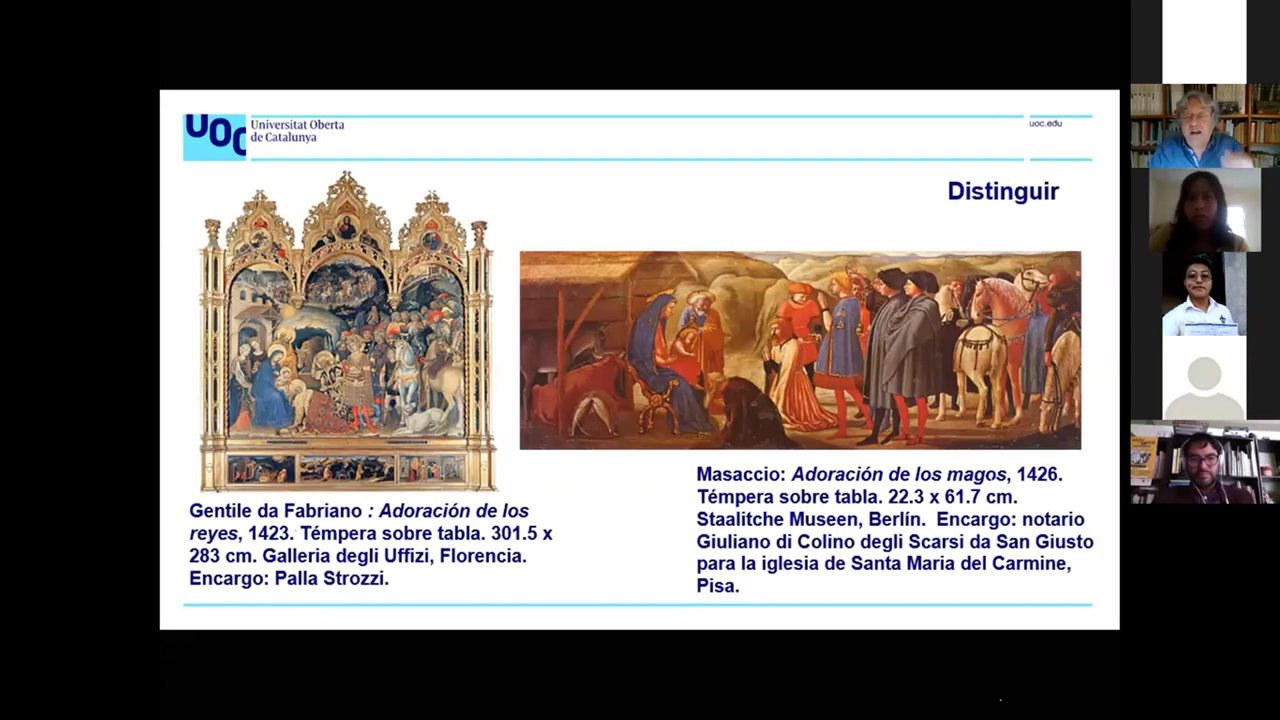 UOC
Universitat Oberta
de Catalunya
uoc.edu
Distinguir
Gentile da Fabriano : Adoración de los
reyes, 1423. Témpera sobre tabla. 301.5 x
283 cm. Galleria degli Uffizi, Florencia.
Encargo: Palla Strozzi.
Masaccio: Adoración de los magos, 1426.
Témpera sobre tabla. 22.3 x 61.7 cm.
Staalitche Museen, Berlín. Encargo: notario
Giuliano di Colino degli Scarsi da San Giusto
para la iglesia de Santa Maria del Carmine,
Pisa.